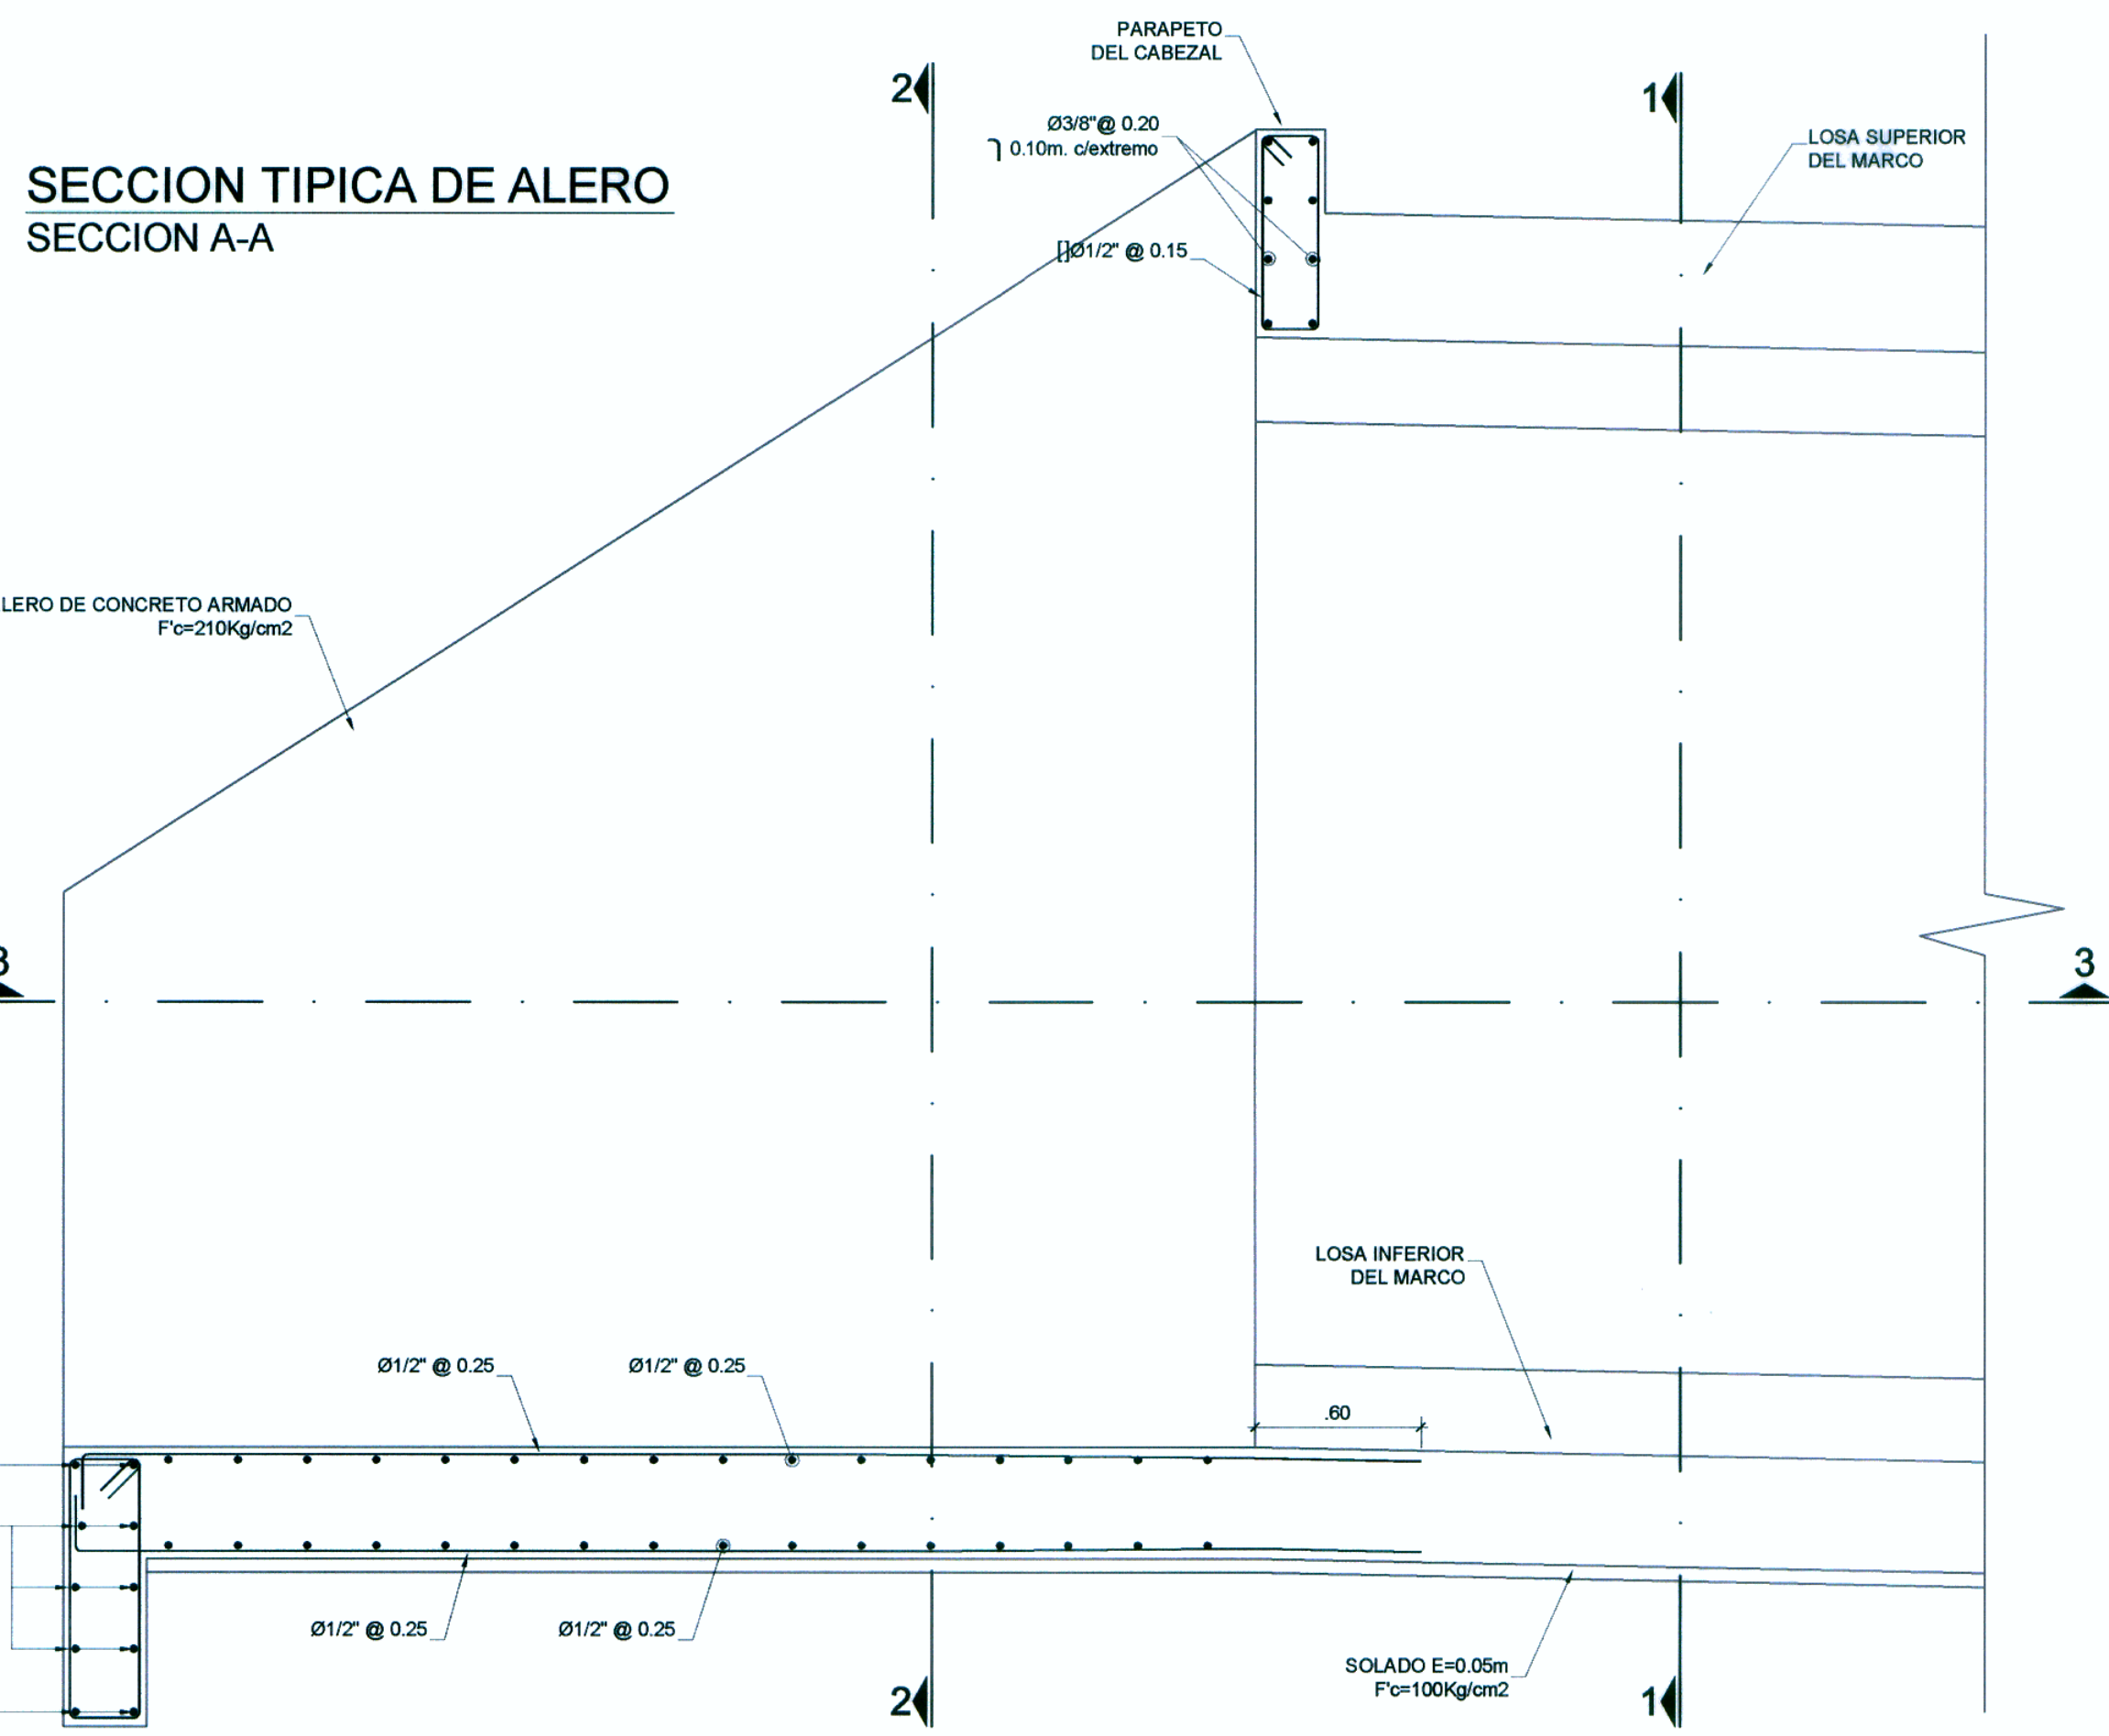 PARAPETO
DEL CABEZAL
2
1
Ø3/8"@ 0.20
0.10m. c/extremo
LOSA SUPERIOR
DEL MARCO
SECCION TIPICA DE ALERO
SECCION A-A
[]Ø1/2" @ 0.15
LERO DE CONCRETO ARMADO
F'c=210Kg/cm2
3
3
LOSA INFERIOR
DEL MARCO
Ø1/2" @ 0.25
Ø1/2" @ 0.25
.60
Ø1/2" @ 0.25
Ø1/2" @ 0.25
SOLADO E=0.05m
F'c=100Kg/cm2
2
1